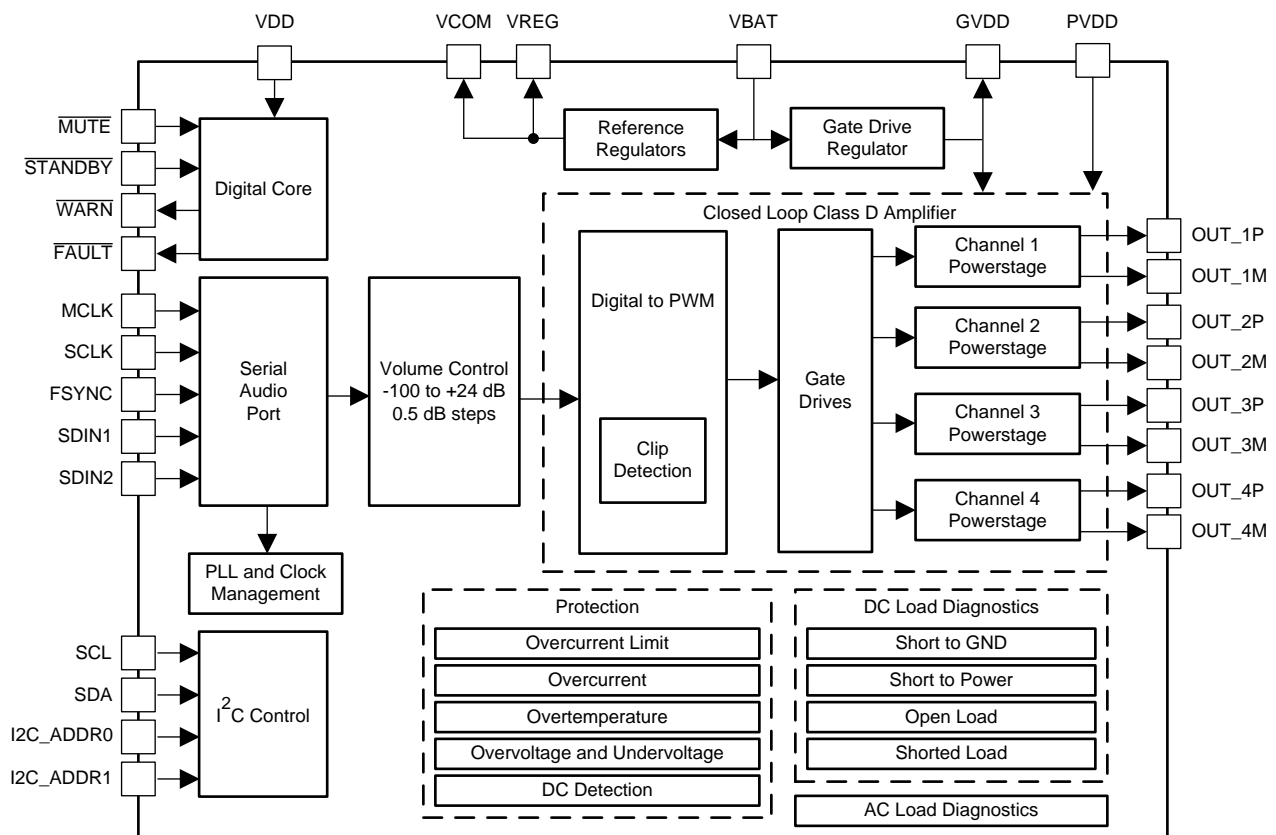 VDD
VCOM
VREG
VBAT
GVDD
PVDD
MUTE
STANDBY
WARN
FAULT
Digital Core
Reference
Regulators
Gate Drive
Regulator
MCLK
SCLK
FSYNC
SDIN1
SDIN2
Serial
Audio
Port
Volume Control
-100 to +24 dB
0.5 dB steps
Closed Loop Class D Amplifier
Digital to PWM
Clip
Detection
Gate
Drives
Channel 1
Powerstage
Channel 2
Powerstage
Channel 3
Powerstage
Channel 4
Powerstage
OUT_1P
OUT_1M
OUT_2P
OUT_2M
OUT_3P
OUT_3M
OUT_4P
OUT_4M
PLL and Clock
Management
SCL
SDA
I2C_ADDR0
I2C_ADDR1
I²C Control
Protection
Overcurrent Limit
Overcurrent
Overtemperature
Overvoltage and Undervoltage
DC Detection
DC Load Diagnostics
Short to GND
Short to Power
Open Load
Shorted Load
AC Load Diagnostics